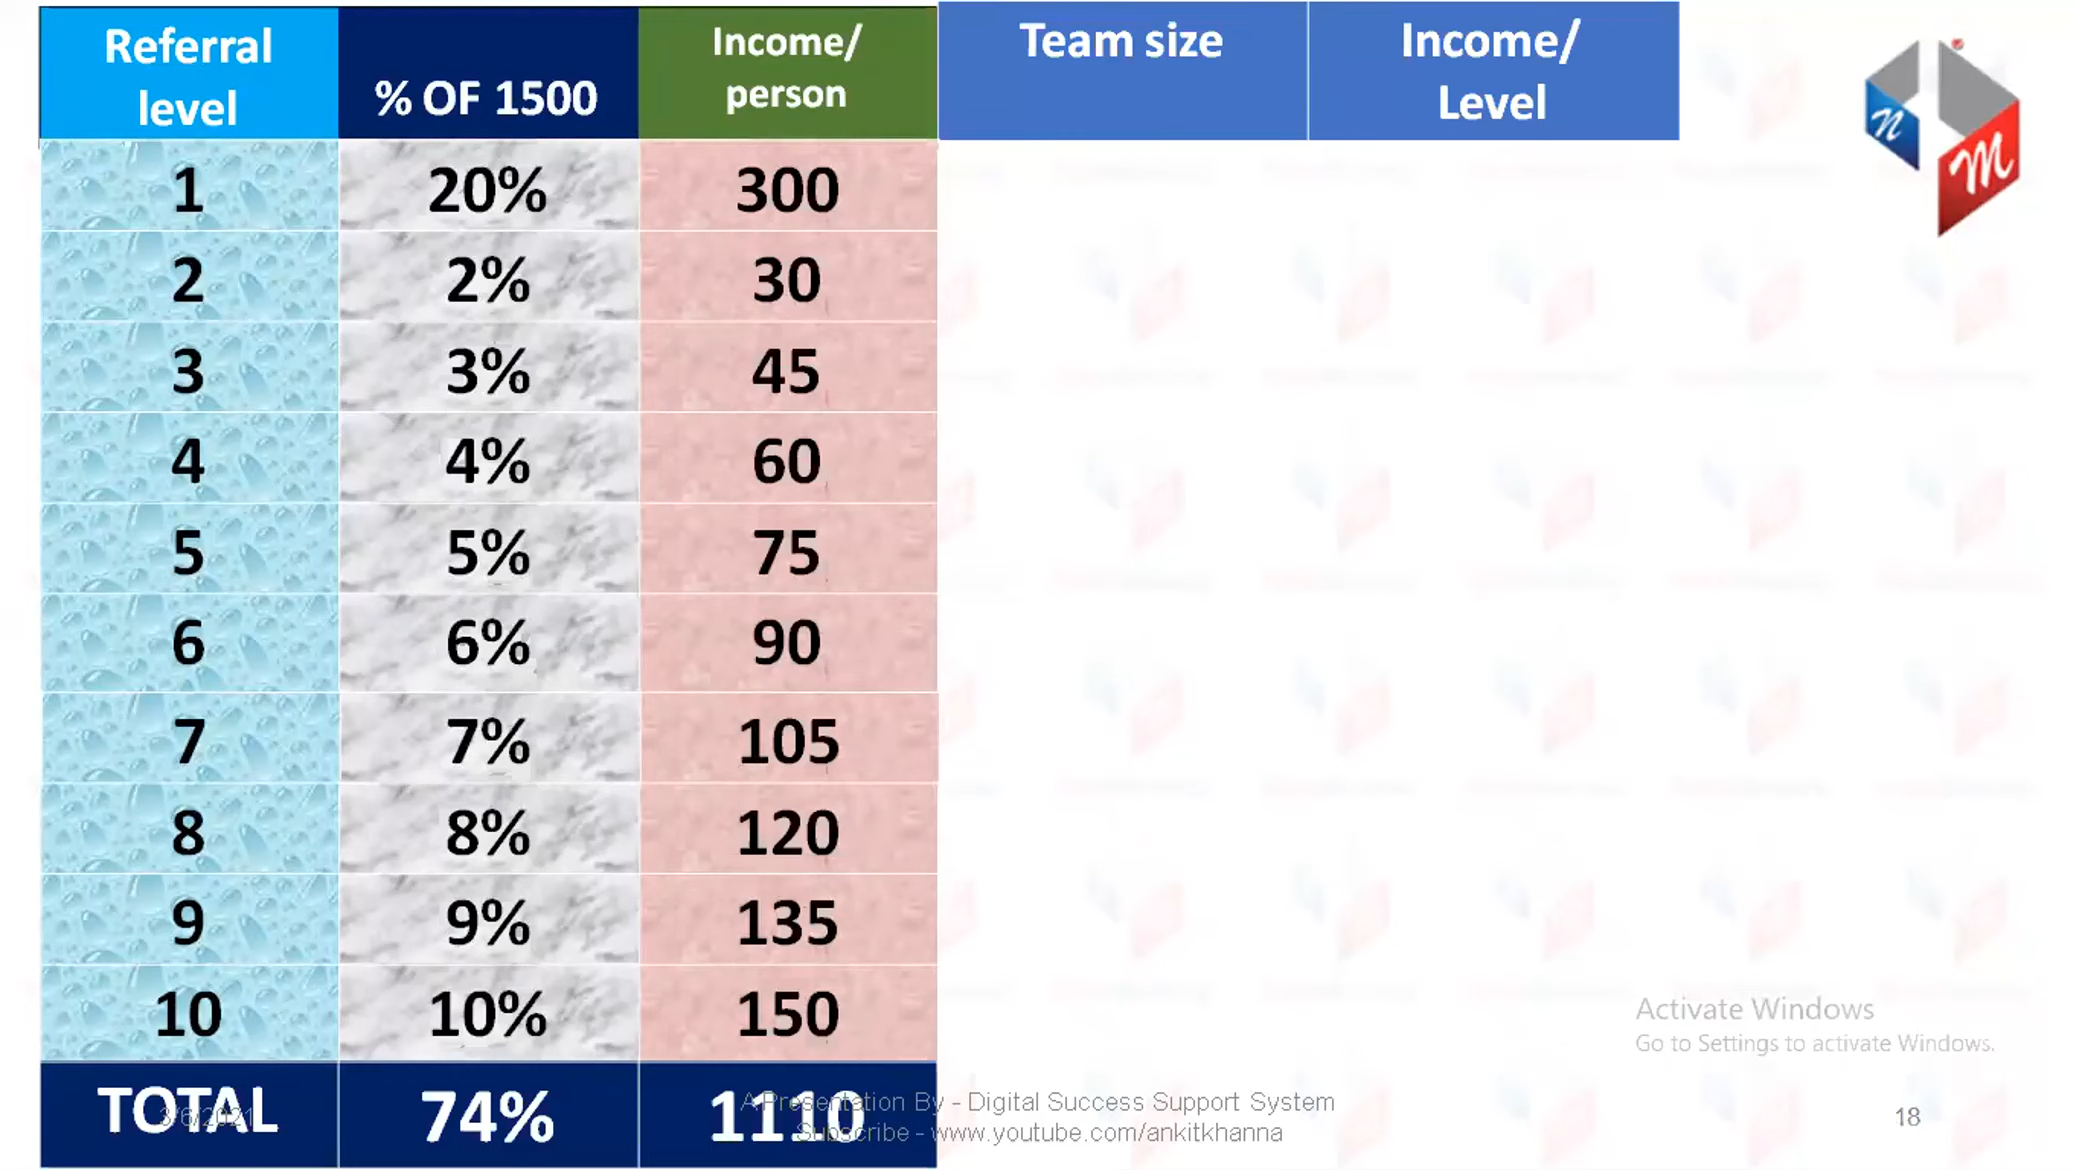 Referral level % OF 1500 Income/ person Team size Income/ Level
1 20% 300
2 2% 30
3 3% 45
4 4% 60
5 5% 75
6 6% 90
7 7% 105
8 8% 120
9 9% 135
10 10% 150
TOTAL 74% 1110
n M
Activate Windows
Go to Settings to activate Windows.
3/6/2021
A Presentation By - Digital Success Support System
Subscribe - www.youtube.com/ankitkhanna
18